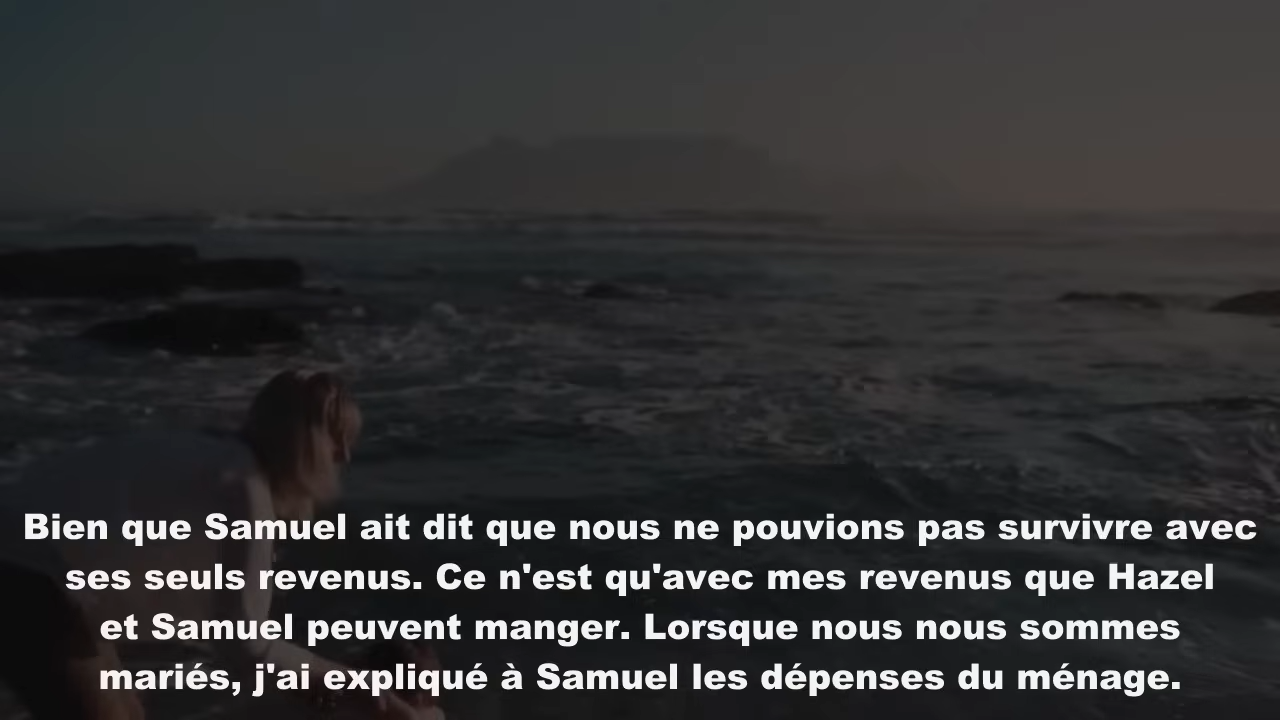 Bien que Samuel ait dit que nous ne pouvions pas survivre avec
ses seuls revenus. Ce n'est qu'avec mes revenus que Hazel
et Samuel peuvent manger. Lorsque nous nous sommes
mariés, j'ai expliqué à Samuel les dépenses du ménage.